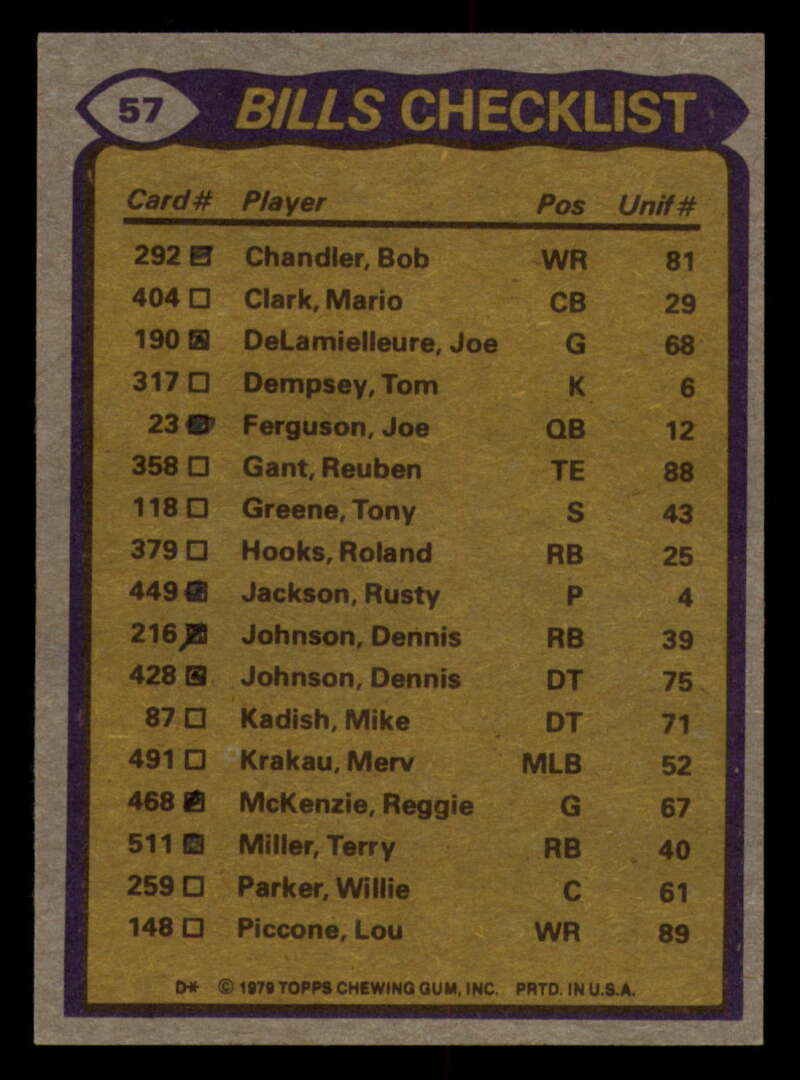 57 BILLS CHECKLIST
Card# Player Pos Unif#
292 Chandler, Bob WR 81
404 Clark, Mario CB 29
190 DeLamielleure, Joe G 68
317 Dempsey, Tom K 6
23 Ferguson, Joe QB 12
358 Gant, Reuben TE 88
118 Greene, Tony S 43
379 Hooks, Roland RB 25
449 Jackson, Rusty P 4
216 Johnson, Dennis RB 39
428 Johnson, Dennis DT 75
87 Kadish, Mike DT 71
491 Krakau, Merv MLB 52
468 McKenzie, Reggie G 67
511 Miller, Terry RB 40
259 Parker, Willie C 61
148 Piccone, Lou WR 89
D* © 1979 TOPPS CHEWING GUM, INC. PRTD. IN U.S.A.